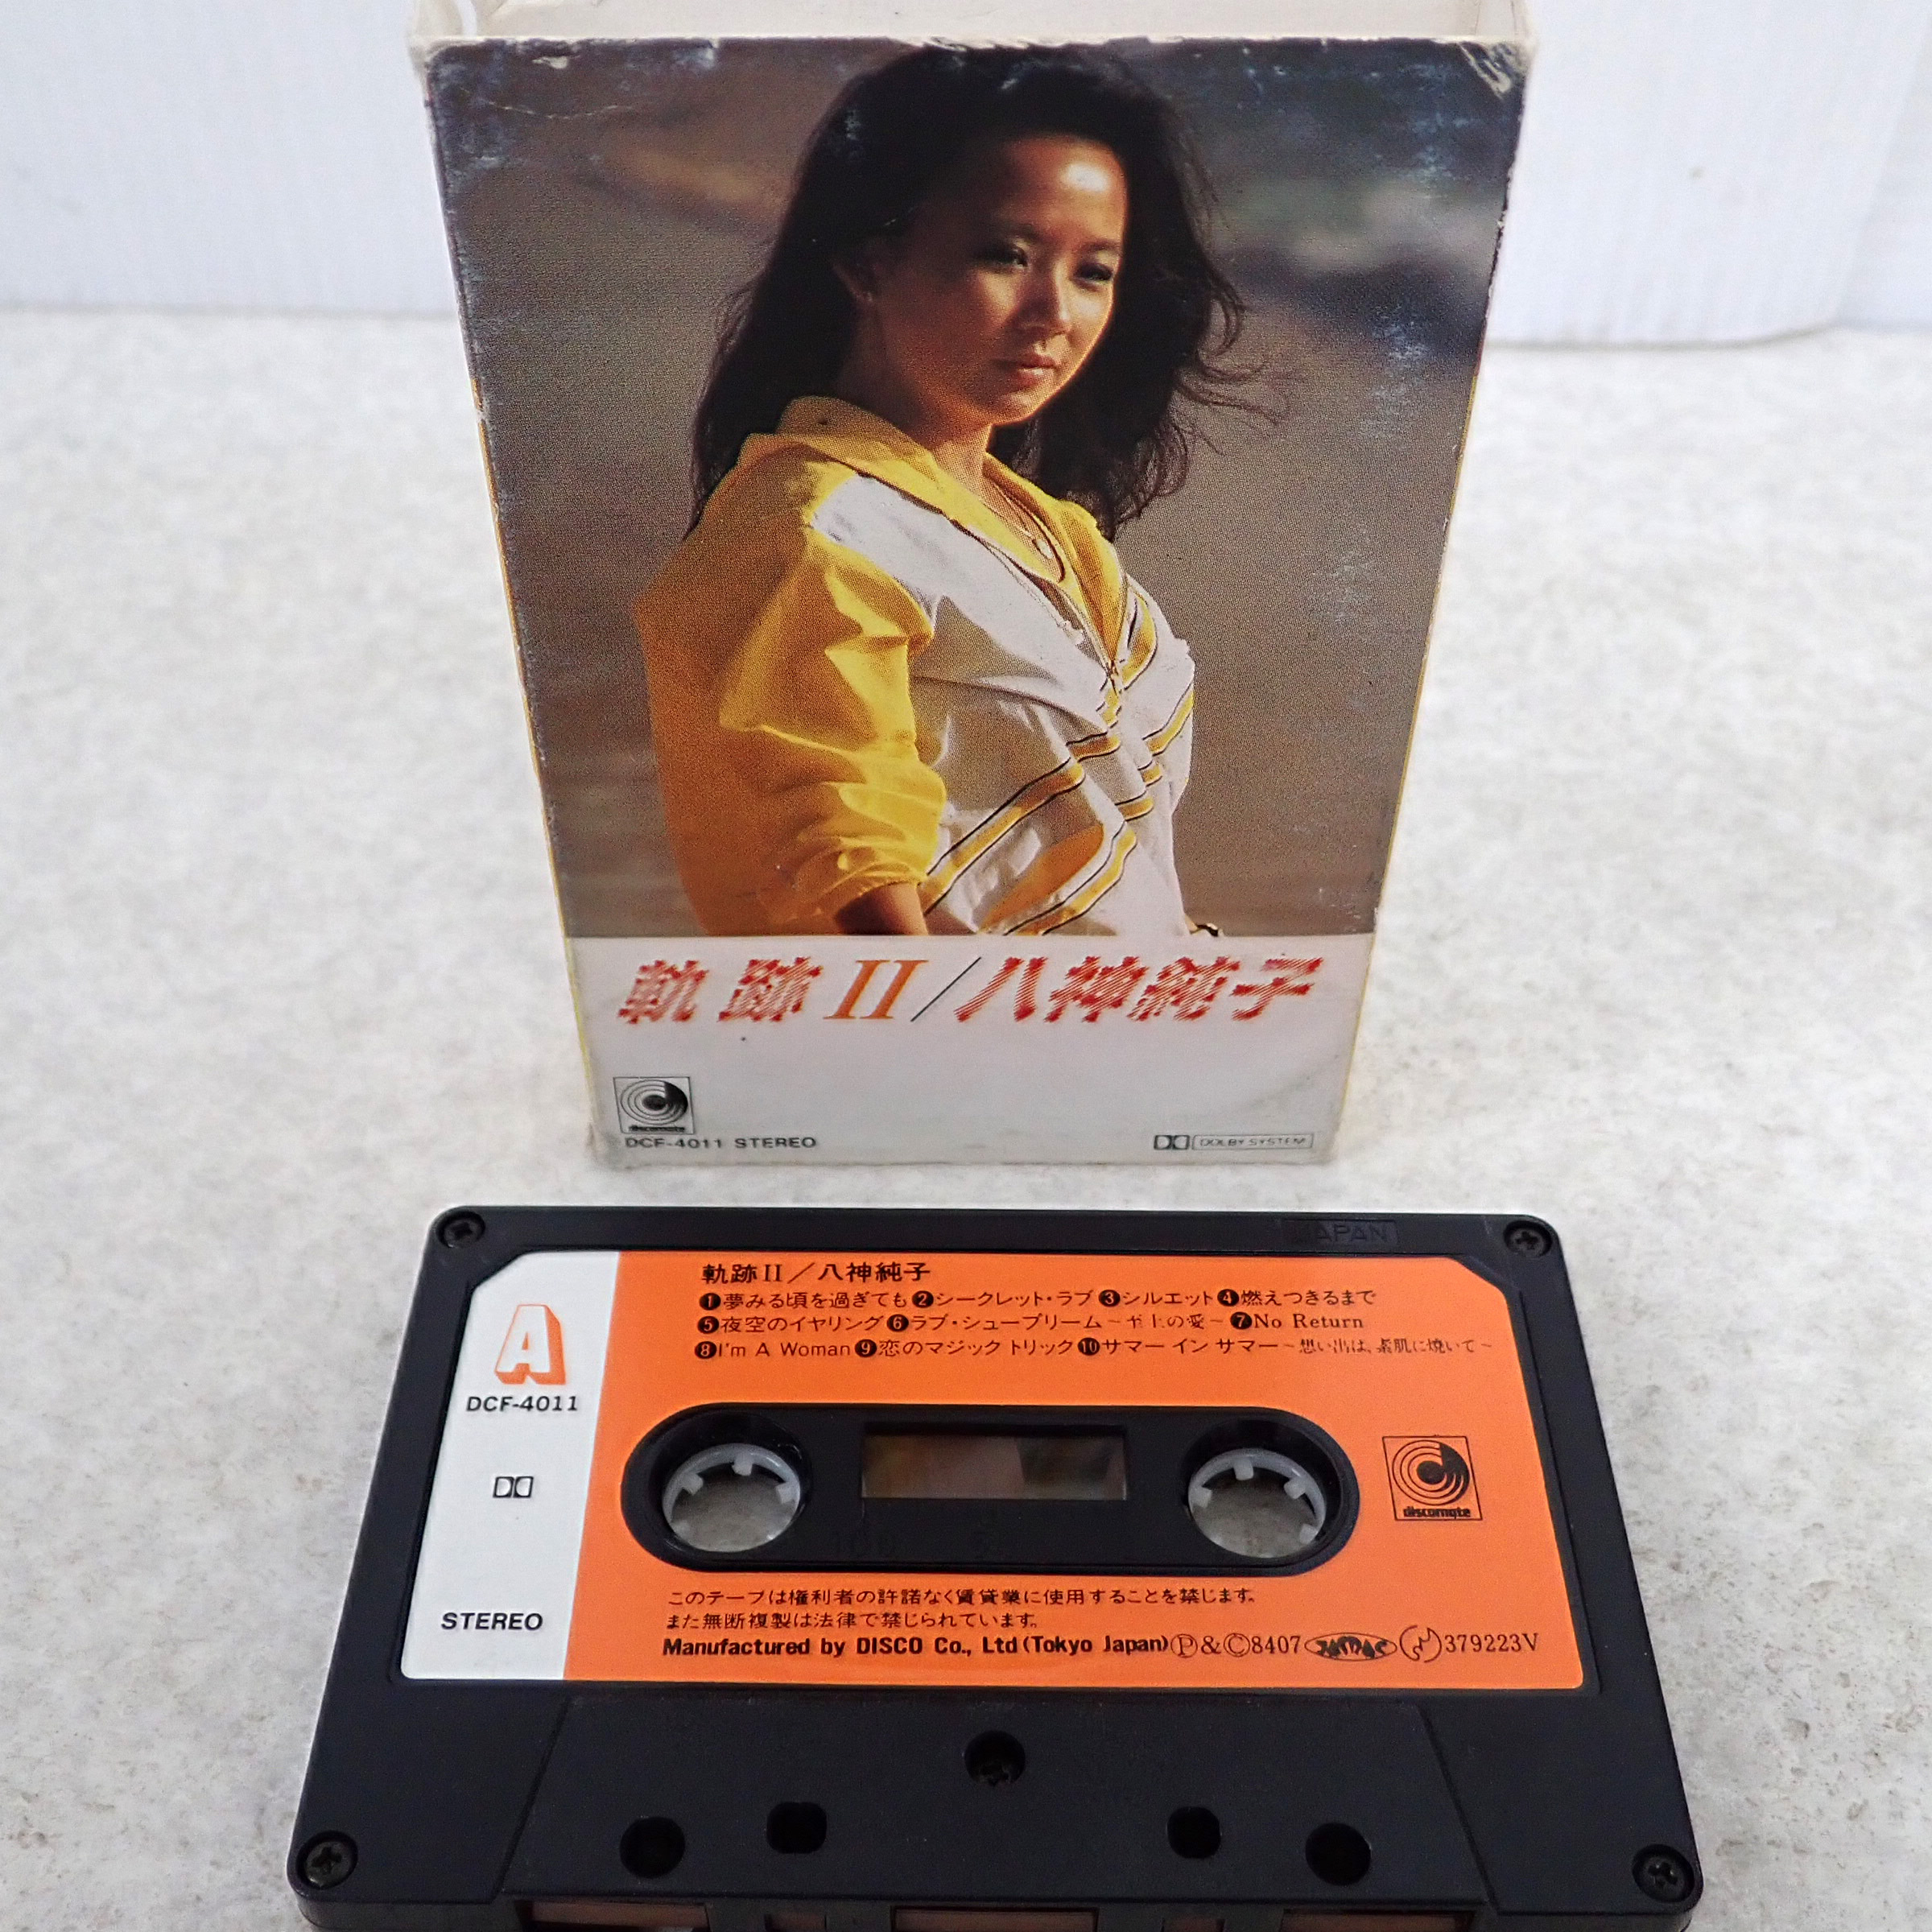 軌跡II/八神純子
discomate
DCF-4011 STEREO
DOLBY SYSTEM
JAPAN
A
DCF-4011
STEREO
軌跡II/八神純子
❶夢みる頃を過ぎても❷シークレット・ラブ❸シルエット❹燃えつきるまで
❺夜空のイヤリング❻ラブ・シュープリーム~至上の愛~❼No Return
❽I'm A Woman❾恋のマジックトリック❿サマー イン サマー~想い出は、素肌に焼いて~
discomate
このテープは権利者の許諾なく賃貸業に使用することを禁じます。
また無断複製は法律で禁じられています。
Manufactured by DISCO Co., Ltd (Tokyo Japan)Ⓟ&Ⓒ8407 JASRAC 379223V